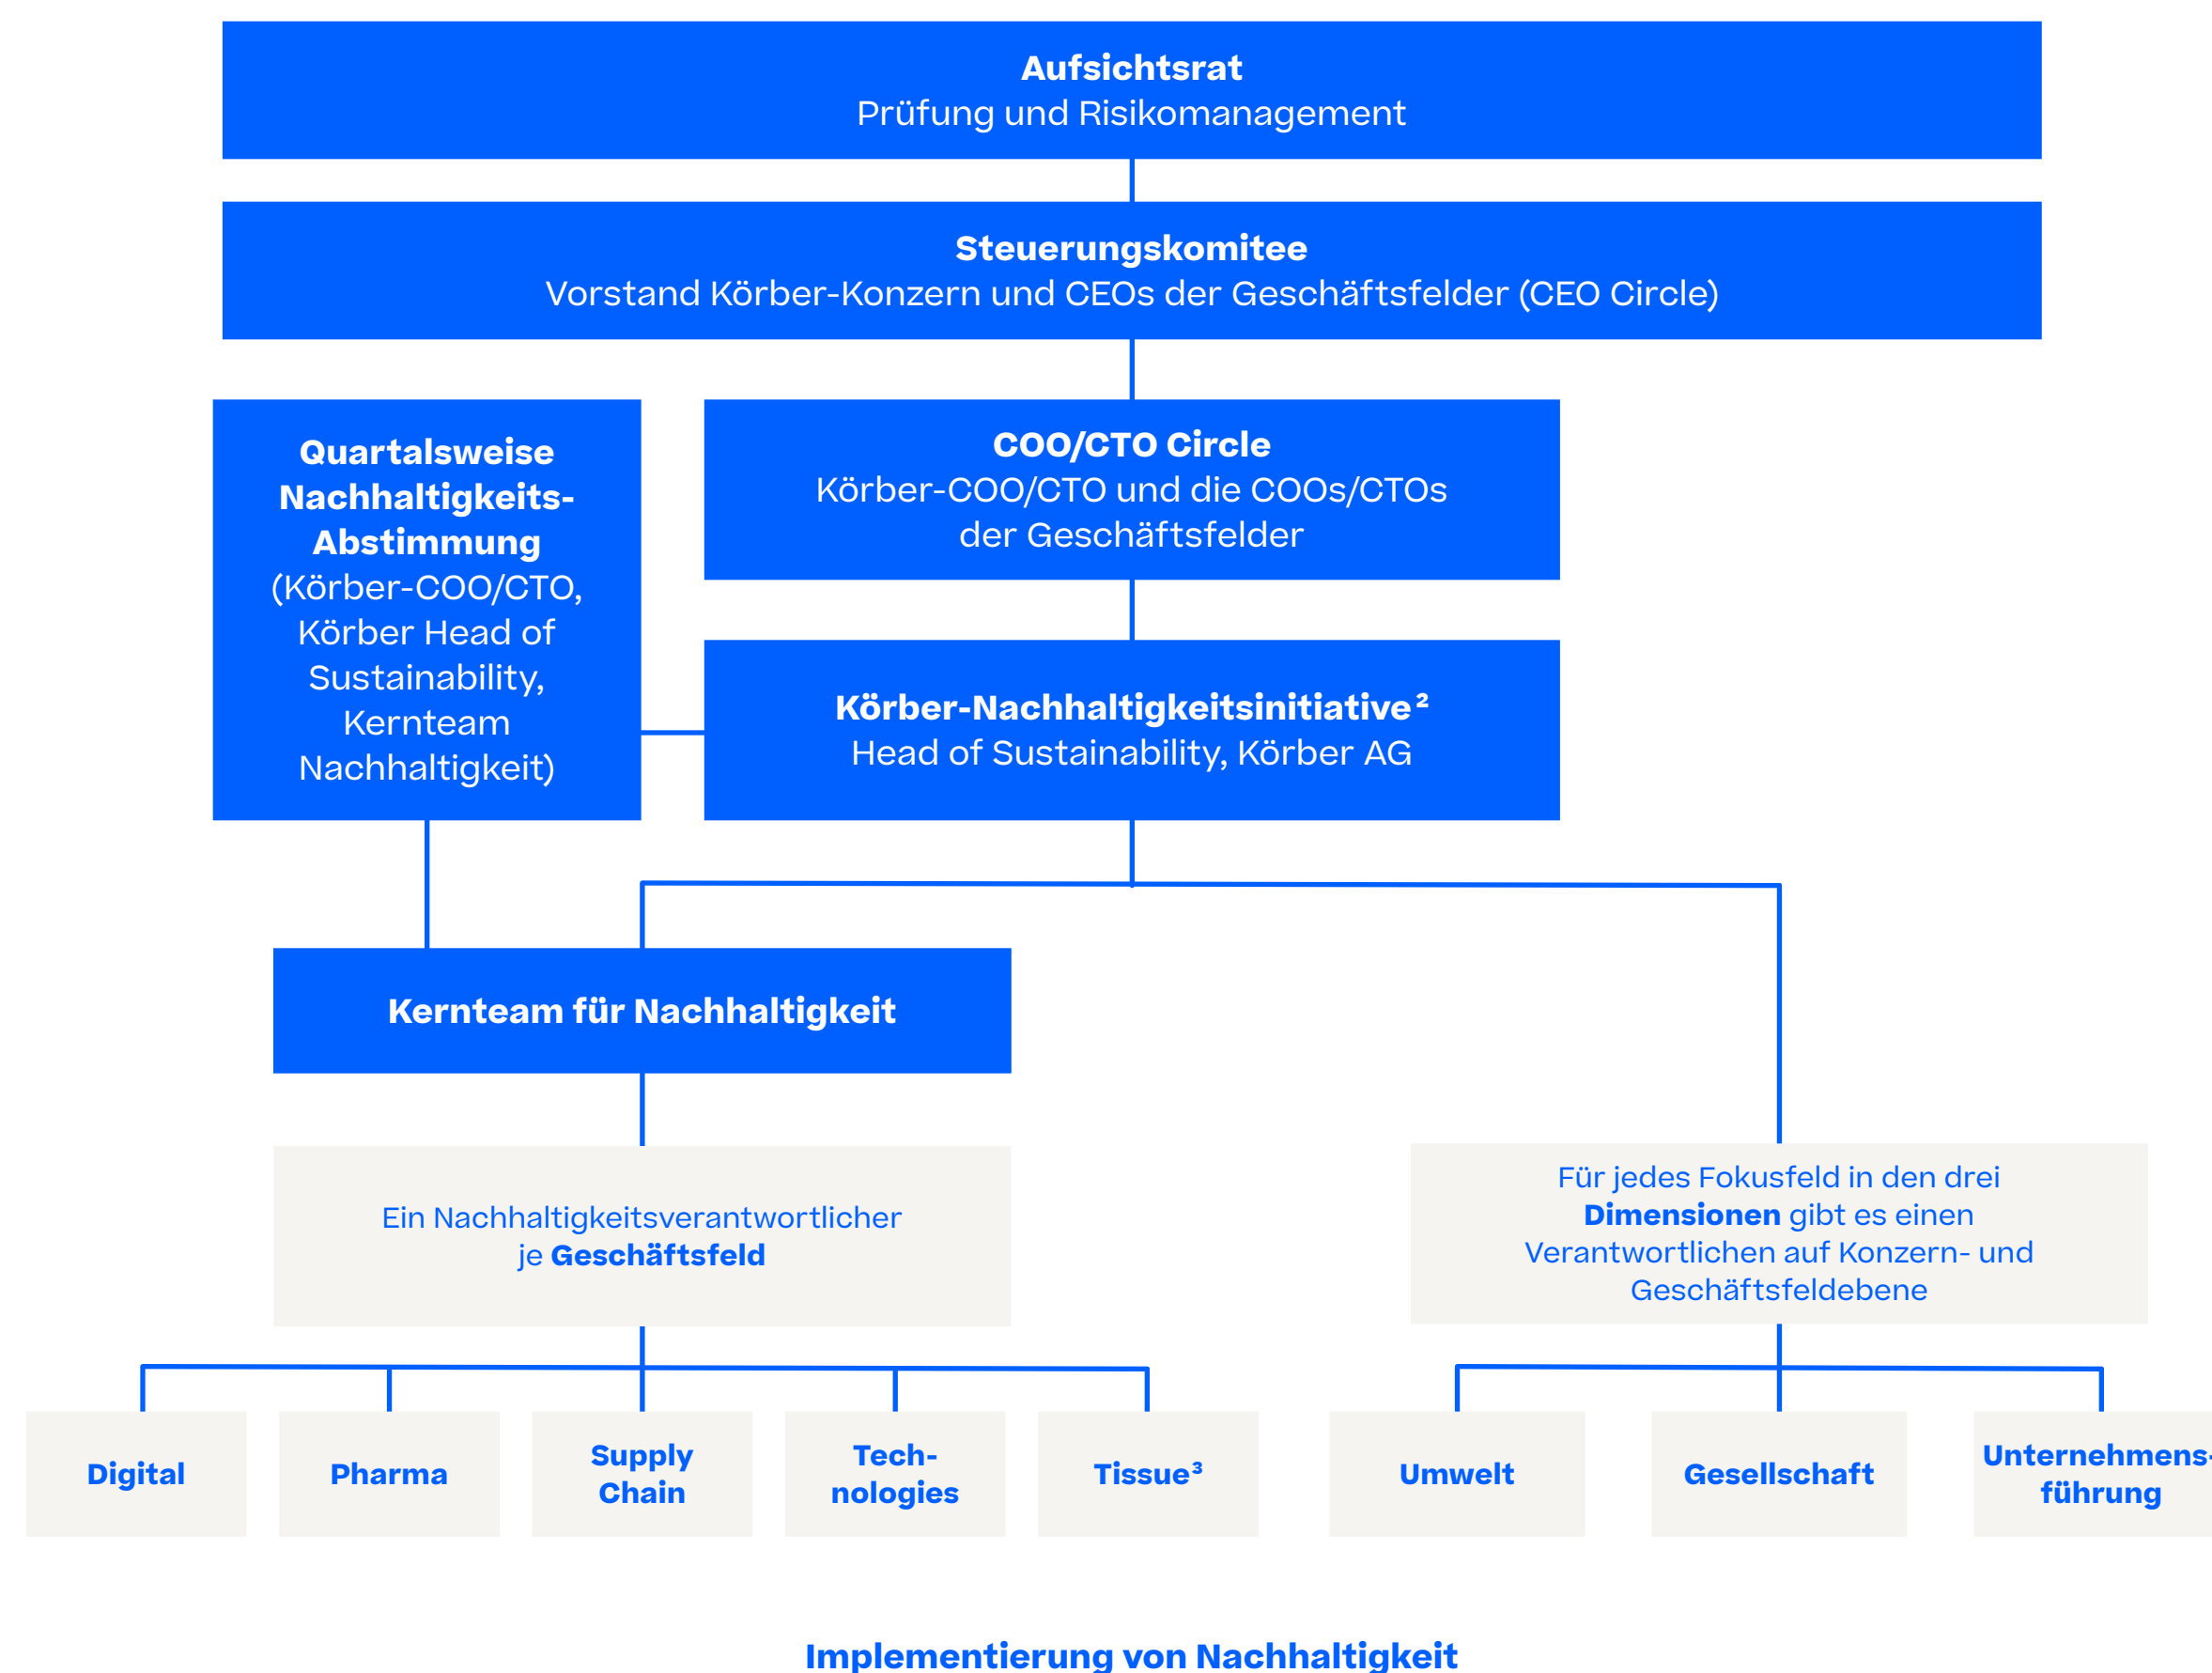 Aufsichtsrat
Prüfung und Risikomanagement
Steuerungskomitee
Vorstand Körber-Konzern und CEOs der Geschäftsfelder (CEO Circle)
Quartalsweise
Nachhaltigkeits-
Abstimmung
(Körber-COO/CTO,
Körber Head of
Sustainability,
Kernteam
Nachhaltigkeit)
COO/CTO Circle
Körber-COO/CTO und die COOs/CTOs
der Geschäftsfelder
Körber-Nachhaltigkeitsinitiative²
Head of Sustainability, Körber AG
Kernteam für Nachhaltigkeit
Ein Nachhaltigkeitsverantwortlicher
je Geschäftsfeld
Für jedes Fokusfeld in den drei
Dimensionen gibt es einen
Verantwortlichen auf Konzern- und
Geschäftsfeldebene
Digital
Pharma
Supply
Chain
Tech-
nologies
Tissue³
Umwelt
Gesellschaft
Unternehmens-
führung
Implementierung von Nachhaltigkeit